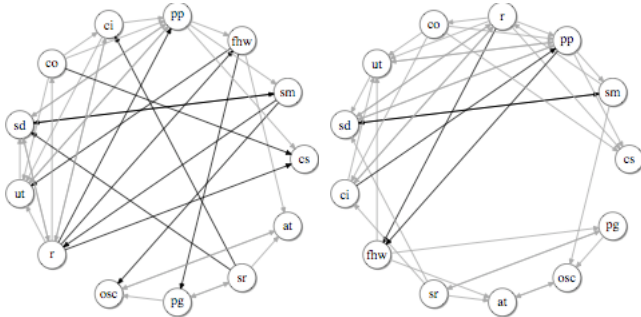 ci
pp
fhw
co
sm
sd
cs
ut
r
at
sr
osc
pg
r
co
pp
ut
sm
sd
cs
ci
pg
fhw
osc
sr
at